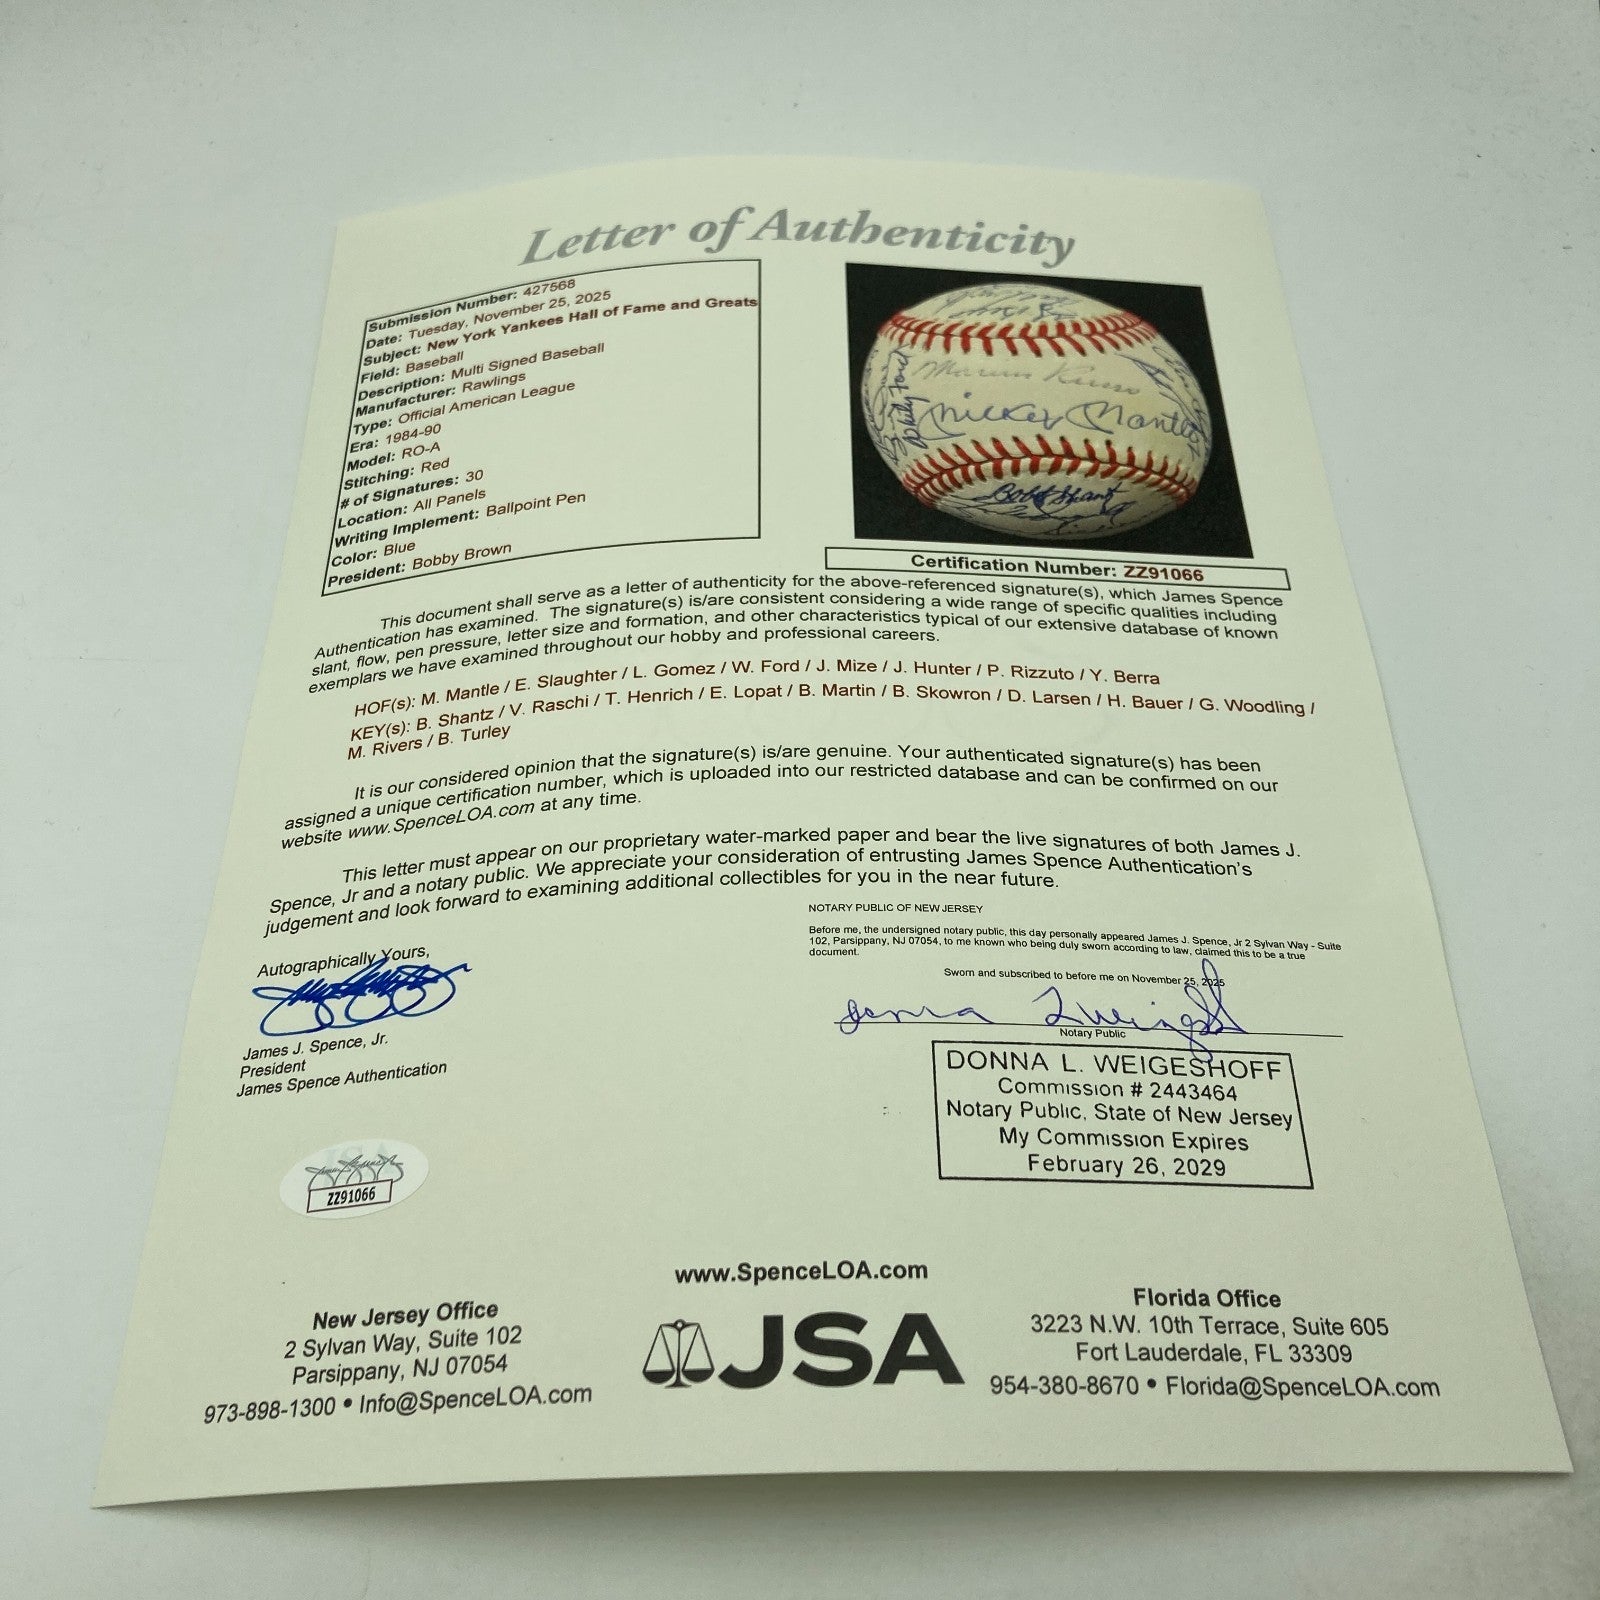 Letter of Authenticity
Submission Number: 427568
Date: Tuesday, November 25, 2025
Subject: New York Yankees Hall of Fame and Greats
Field: Baseball
Description: Multi Signed Baseball
Manufacturer: Rawlings
Type: Official American League
Era: 1984-90
Model: RO-A
Stitching: Red
# of Signatures: 30
Location: All Panels
Writing Implement: Ballpoint Pen
Color: Blue
President: Bobby Brown
Whitey Ford
Mickey Mantle
Bobby Shantz
Certification Number: ZZ91066
This document shall serve as a letter of authenticity for the above-referenced signature(s), which James Spence
Authentication has examined. The signature(s) is/are consistent considering a wide range of specific qualities including
slant, flow, pen pressure, letter size and formation, and other characteristics typical of our extensive database of known
exemplars we have examined throughout our hobby and professional careers.
HOF(s): M. Mantle / E. Slaughter / L. Gomez / W. Ford / J. Mize / J. Hunter / P. Rizzuto / Y. Berra
KEY(s): B. Shantz / V. Raschi / T. Henrich / E. Lopat / B. Martin / B. Skowron / D. Larsen / H. Bauer / G. Woodling /
M. Rivers / B. Turley
It is our considered opinion that the signature(s) is/are genuine. Your authenticated signature(s) has been
assigned a unique certification number, which is uploaded into our restricted database and can be confirmed on our
website www.SpenceLOA.com at any time.
This letter must appear on our proprietary water-marked paper and bear the live signatures of both James J.
Spence, Jr and a notary public. We appreciate your consideration of entrusting James Spence Authentication's
judgement and look forward to examining additional collectibles for you in the near future.
NOTARY PUBLIC OF NEW JERSEY
Before me, the undersigned notary public, this day personally appeared James J. Spence, Jr 2 Sylvan Way - Suite
102, Parsippany, NJ 07054, to me known who being duly sworn according to law, claimed this to be a true
document.
Sworn and subscribed to before me on November 25, 2025
Notary Public
Autographically Yours,
James J. Spence, Jr.
President
James Spence Authentication
DONNA L. WEIGESHOFF
Commission # 2443464
Notary Public, State of New Jersey
My Commission Expires
February 26, 2029
ZZ91066
www.SpenceLOA.com
New Jersey Office
2 Sylvan Way, Suite 102
Parsippany, NJ 07054
973-898-1300 • Info@SpenceLOA.com
JSA
Florida Office
3223 N.W. 10th Terrace, Suite 605
Fort Lauderdale, FL 33309
954-380-8670 • Florida@SpenceLOA.com